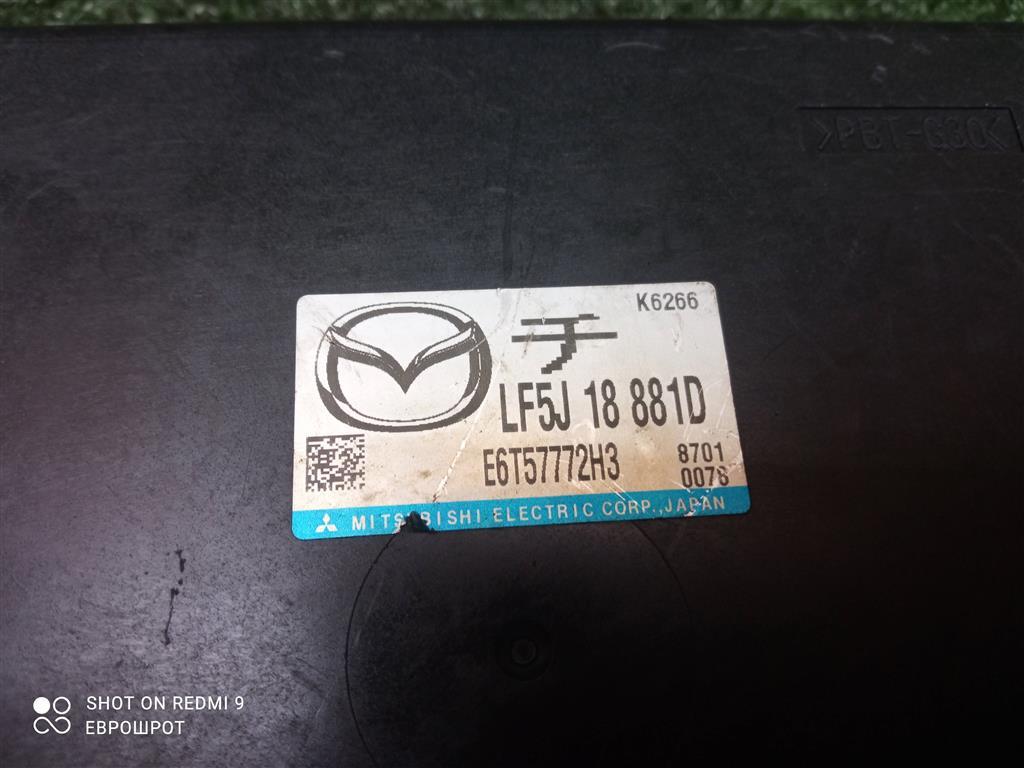 >PBT-G30<
K6266
チ
LF5J 18 881D
E6T57772H3
8701
0078
MITSUBISHI ELECTRIC CORP., JAPAN
SHOT ON REDMI 9
ЕВРОШРОТ